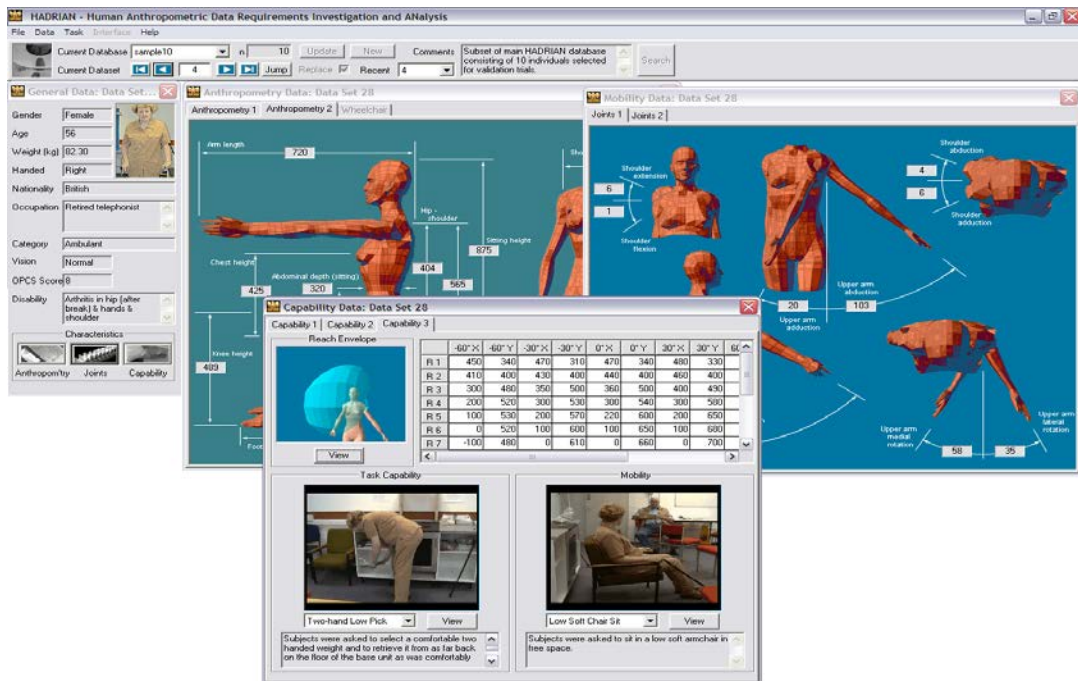 HADRIAN - Human Anthropometric Data Requirements Investigation and ANalysis
File Data Task Interface Help
Current Database sample10 n 10 Update New Comments Subset of main HADRIAN database
consisting of 10 individuals selected
for validation trials.
Search
Current Dataset 4 Jump Replace Recent 4
General Data: Data Set...
Gender Female
Age 56
Weight (kg) 82.30
Handed Right
Nationality British
Occupation Retired telephonist
Category Ambulant
Vision Normal
OPCS Score 8
Disability Arthritis in hip (after
break) & hands &
shoulder
Characteristics
Anthropom'try Joints Capability
Anthropometry Data: Data Set 28
Anthropometry 1 Anthropometry 2 Wheelchair
Arm length
720
Hip -
shoulder
Sitting height
875
Chest height
404
Abdominal depth (sitting)
425
320
565
Knee height
489
Mobility Data: Data Set 28
Joints 1 Joints 2
Shoulder
extension
6
1
Shoulder
flexion
Shoulder
abduction
4
6
Shoulder
adduction
Upper arm
abduction
20 103
Upper arm
adduction
Upper arm
medial
rotation
58 35
Upper arm
lateral
rotation
Capability Data: Data Set 28
Capability 1 Capability 2 Capability 3
Reach Envelope
View
-60° X -60° Y -30° X -30° Y 0° X 0° Y 30° X 30° Y
R 1 450 340 470 310 470 340 480 330
R 2 410 400 430 400 440 400 460 400
R 3 300 480 350 500 360 500 400 490
R 4 200 520 300 530 300 540 300 580
R 5 100 530 200 570 220 600 200 650
R 6 0 520 100 600 100 650 100 680
R 7 -100 480 0 610 0 660 0 700
Task Capability
Two-hand Low Pick View
Subjects were asked to select a comfortable two
handed weight and to retrieve it from as far back
on the floor of the base unit as was comfortably
Mobility
Low Soft Chair Sit View
Subjects were asked to sit in a low soft armchair in
free space.